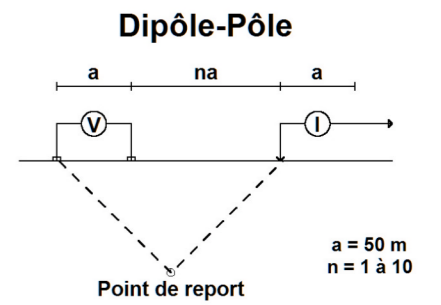 Dipôle-Pôle
a na a
V I
a = 50 m
n = 1 à 10
Point de report